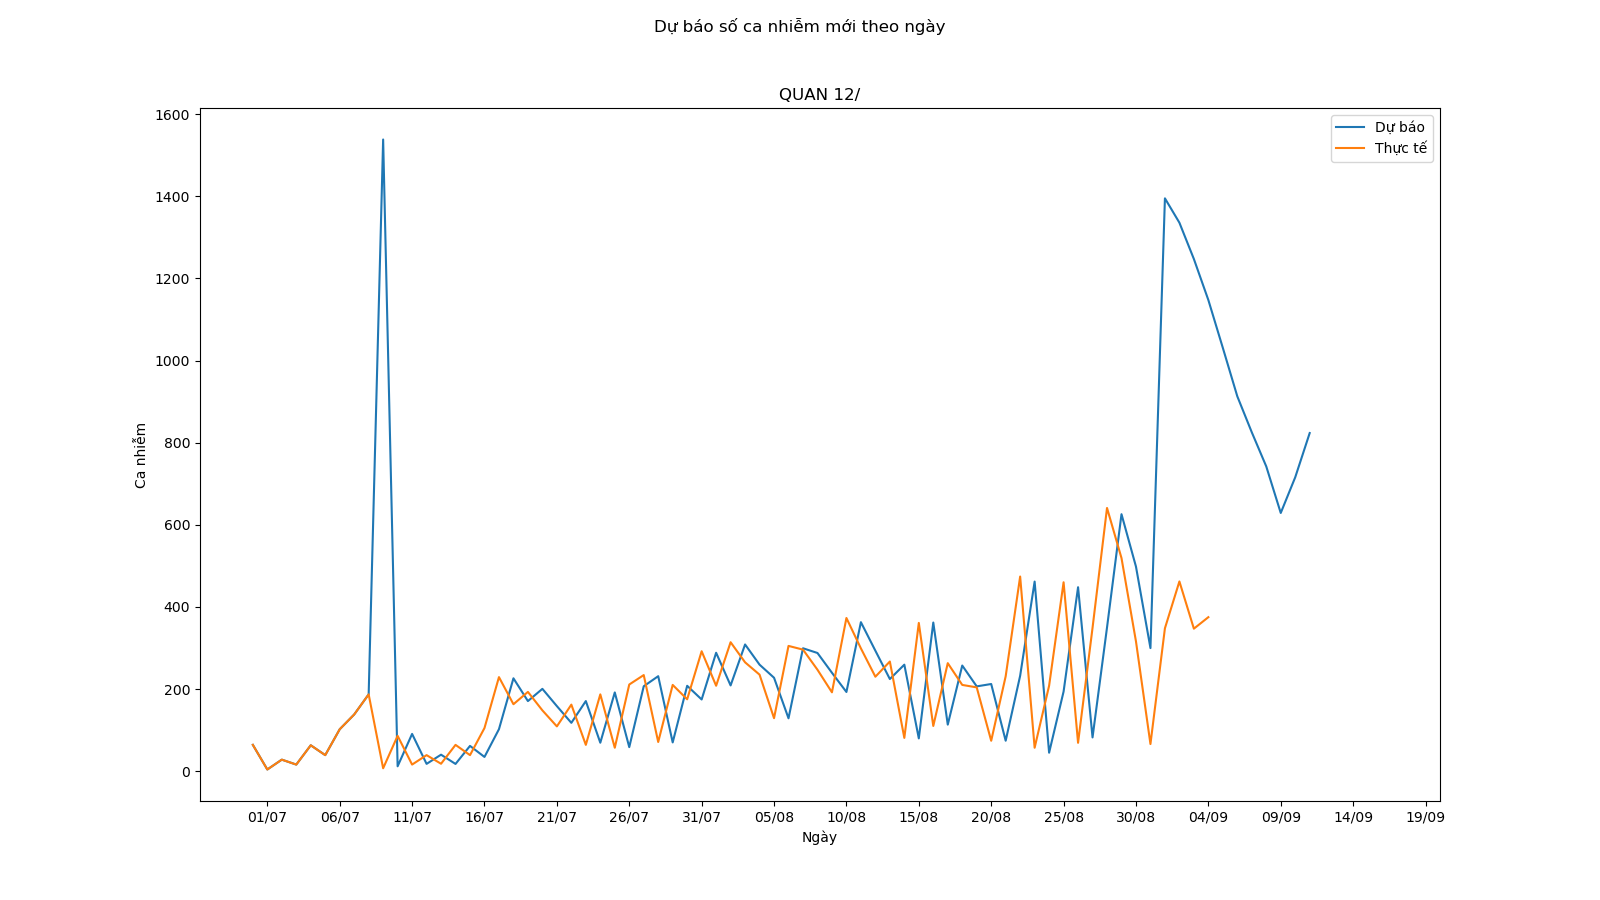 Dự báo số ca nhiễm mới theo ngày
QUAN 12/
1600
1400
1200
1000
800
600
400
200
0
Ca nhiễm
Dự báo
Thực tế
01/07 06/07 11/07 16/07 21/07 26/07 31/07 05/08 10/08 15/08 20/08 25/08 30/08 04/09 09/09 14/09 19/09
Ngày